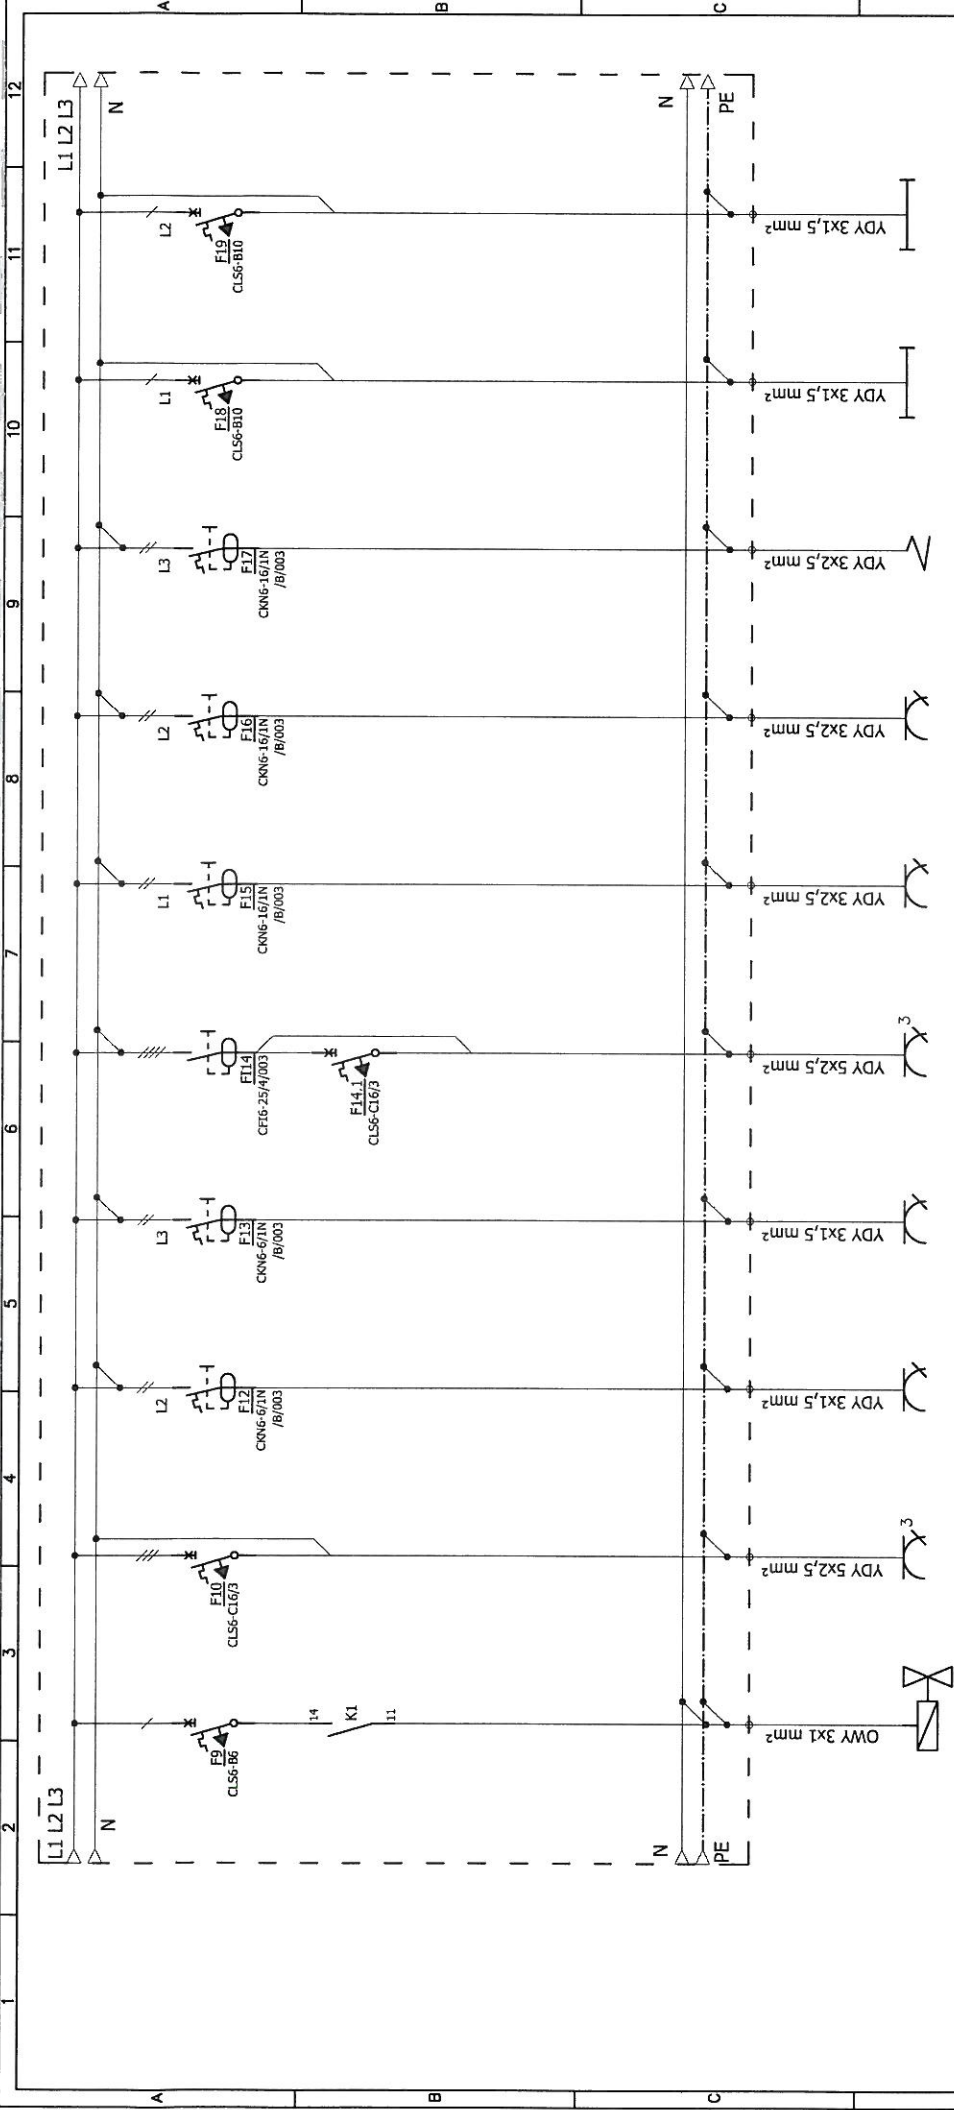 1
2
3
4
5
6
7
8
9
10
11
12
A
B
C
A
B
C
L1 L2 L3
N
L1 L2 L3
N
N
PE
N
PE
F9
CLS6-B6
14
K1
11
OWY 3x1 mm²
F10
CLS6-C16/3
YDY 5x2,5 mm²
3
L2
F12
CKN6-6/1N
/B/003
YDY 3x1,5 mm²
L3
F13
CKN6-6/1N
/B/003
YDY 3x1,5 mm²
FI14
CFI6-25/4/003
F14.1
CLS6-C16/3
YDY 5x2,5 mm²
3
L1
F15
CKN6-16/1N
/B/003
YDY 3x2,5 mm²
L2
F16
CKN6-16/1N
/B/003
YDY 3x2,5 mm²
L3
F17
CKN6-16/1N
/B/003
YDY 3x2,5 mm²
L1
F18
CLS6-B10
YDY 3x1,5 mm²
L2
F19
CLS6-B10
YDY 3x1,5 mm²